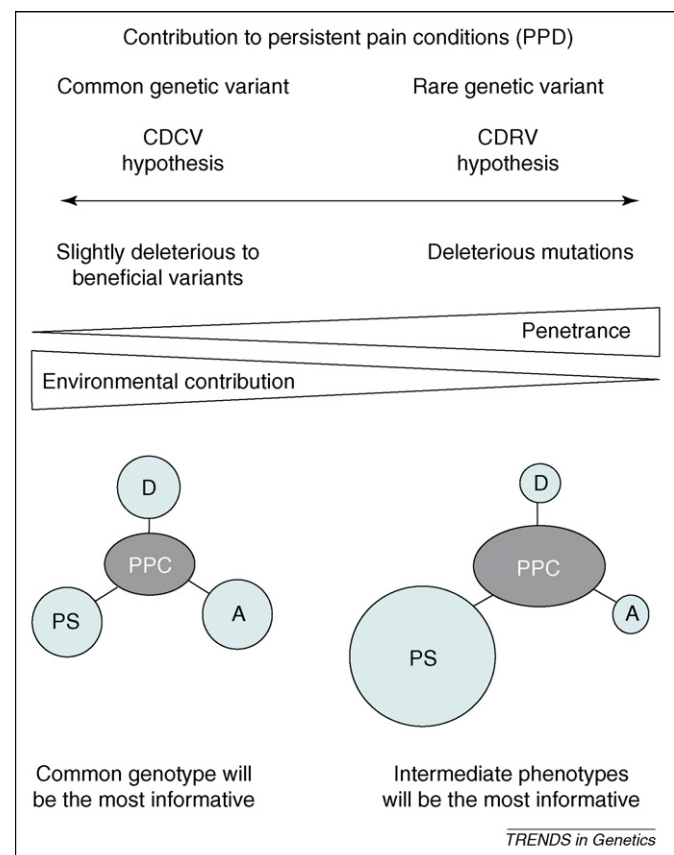 Contribution to persistent pain conditions (PPD)
Common genetic variant
Rare genetic variant
CDCV
hypothesis
CDRV
hypothesis
Slightly deleterious to
beneficial variants
Deleterious mutations
Penetrance
Environmental contribution
D
PPC
PS
A
D
PPC
PS
A
Common genotype will
be the most informative
Intermediate phenotypes
will be the most informative
TRENDS in Genetics